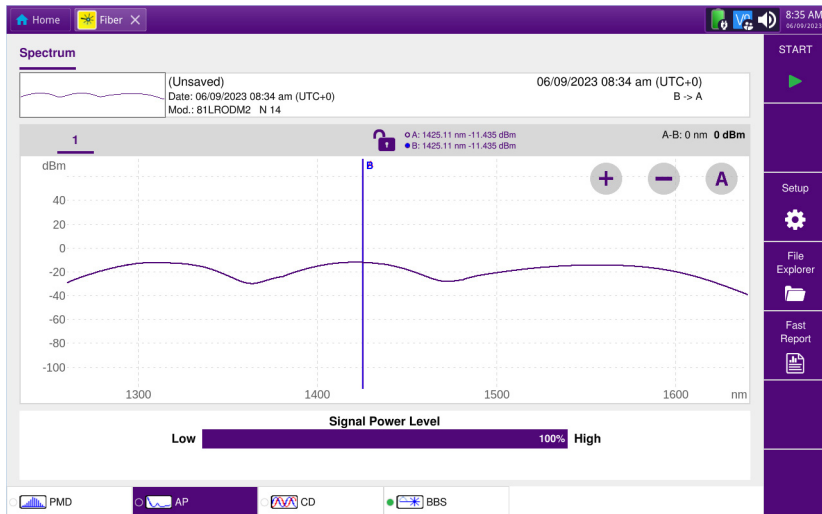 Home
Fiber
8:35 AM
06/09/2023
Spectrum
START
(Unsaved)
06/09/2023 08:34 am (UTC+0)
Date: 06/09/2023 08:34 am (UTC+0)
B -> A
Mod.: 81LRODM2 N 14
1
A: 1425.11 nm -11.435 dBm
A-B: 0 nm 0 dBm
B: 1425.11 nm -11.435 dBm
dBm
A
Setup
40
20
0
-20
-40
-60
-80
-100
1300 1400 1500 1600 nm
File
Explorer
Fast
Report
Signal Power Level
Low 100% High
PMD AP CD BBS